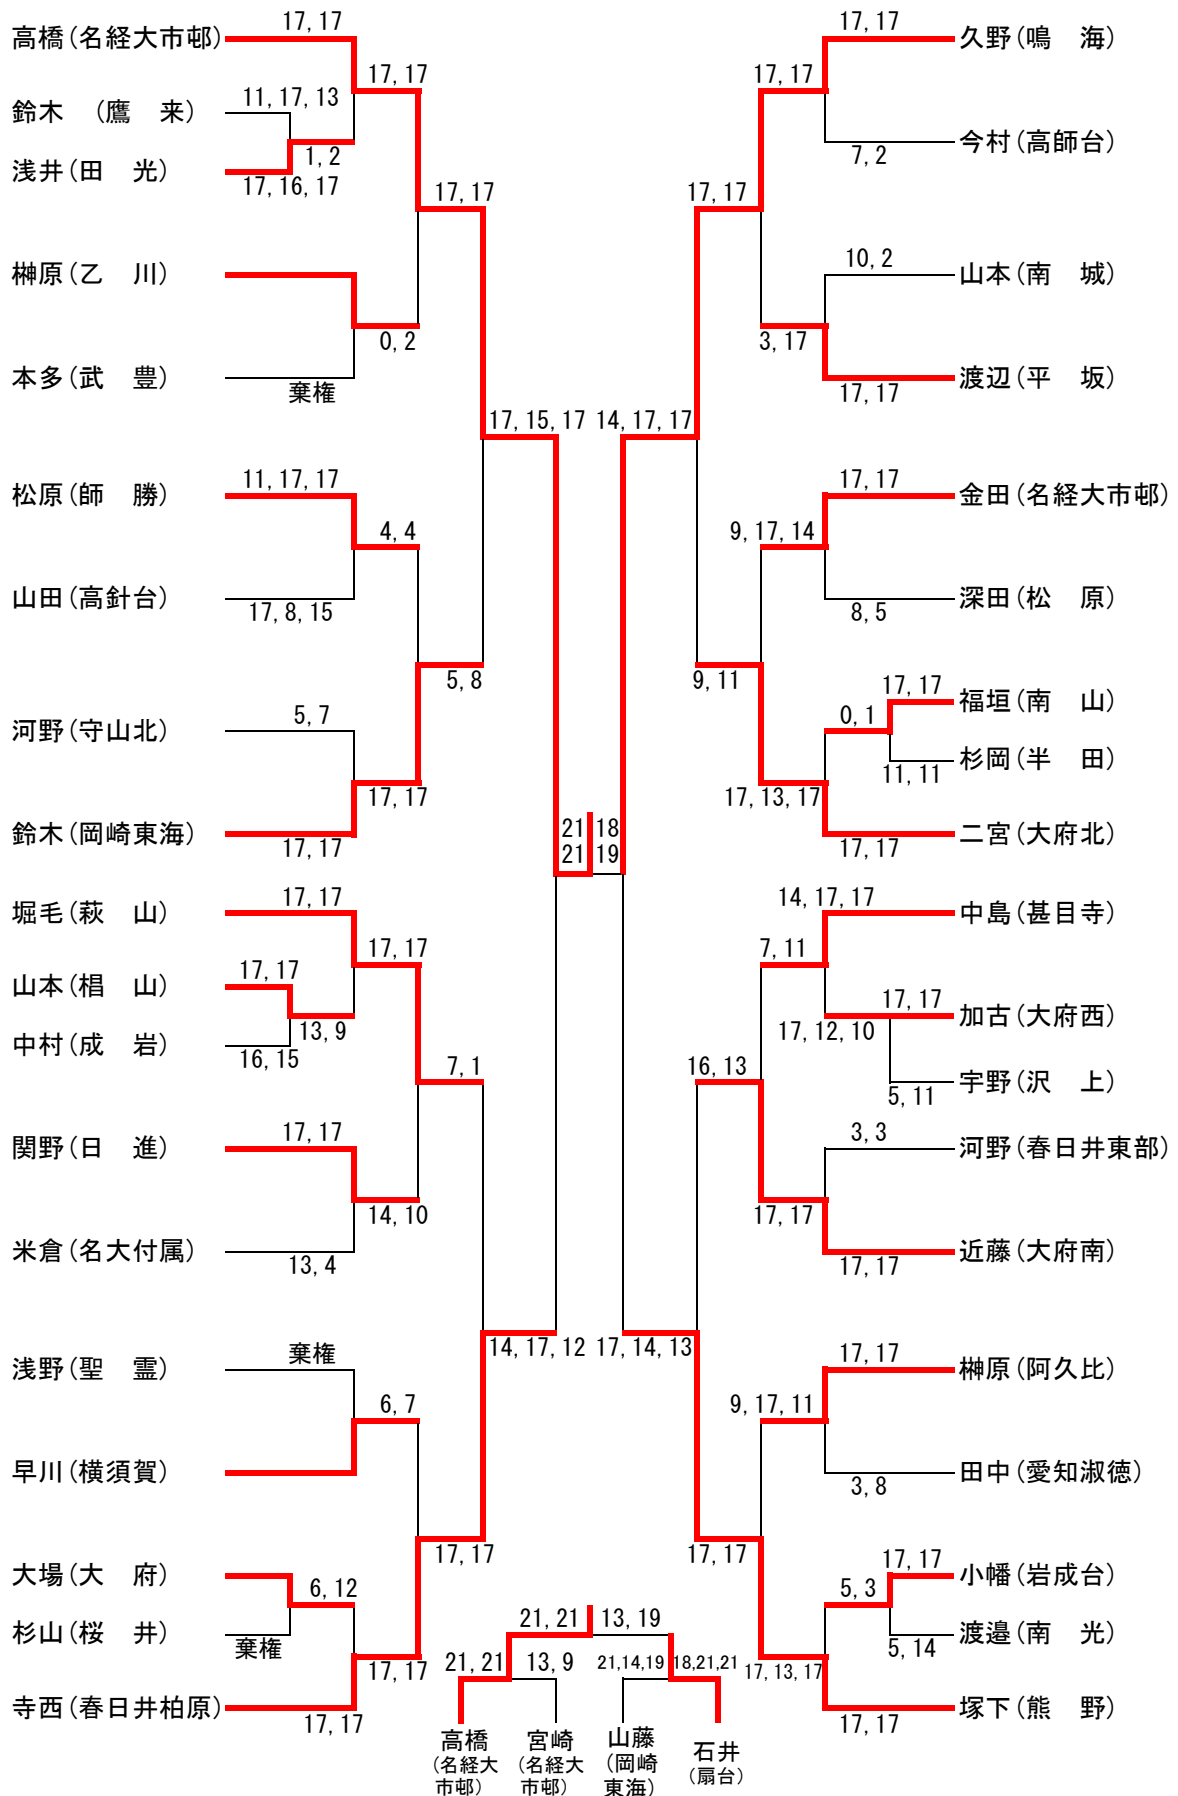 高橋(名経大市邨)
17, 17
鈴木　(鷹　来)
11, 17, 13
17, 17
浅井(田　光)
1, 2
17, 16, 17
17, 17
榊原(乙　川)
0, 2
本多(武　豊)
棄権
17, 15, 17
松原(師　勝)
11, 17, 17
4, 4
山田(高針台)
17, 8, 15
5, 8
河野(守山北)
5, 7
17, 17
鈴木(岡崎東海)
17, 17
堀毛(萩　山)
17, 17
17, 17
山本(椙　山)
17, 17
13, 9
中村(成　岩)
16, 15
7, 1
関野(日　進)
17, 17
14, 10
米倉(名大付属)
13, 4
14, 17, 12
浅野(聖　霊)
棄権
6, 7
早川(横須賀)
17, 17
大場(大　府)
6, 12
杉山(桜　井)
棄権
17, 17
寺西(春日井柏原)
17, 17
21 18
21 19
17, 17
久野(鳴　海)
17, 17
7, 2
今村(高師台)
17, 17
10, 2
山本(南　城)
3, 17
17, 17
渡辺(平　坂)
14, 17, 17
17, 17
金田(名経大市邨)
9, 17, 14
8, 5
深田(松　原)
9, 11
17, 17
福垣(南　山)
0, 1
11, 11
杉岡(半　田)
17, 13, 17
17, 17
二宮(大府北)
14, 17, 17
中島(甚目寺)
7, 11
17, 17
加古(大府西)
17, 12, 10
5, 11
宇野(沢　上)
16, 13
3, 3
河野(春日井東部)
17, 17
17, 17
近藤(大府南)
17, 14, 13
17, 17
榊原(阿久比)
9, 17, 11
3, 8
田中(愛知淑徳)
17, 17
17, 17
小幡(岩成台)
5, 3
5, 14
渡邉(南　光)
17, 13, 17
17, 17
塚下(熊　野)
21, 21
13, 19
21, 21
13, 9
21,14,19
18,21,21
高橋
(名経大
市邨)
宮崎
(名経大
市邨)
山藤
(岡崎
東海)
石井
(扇台)